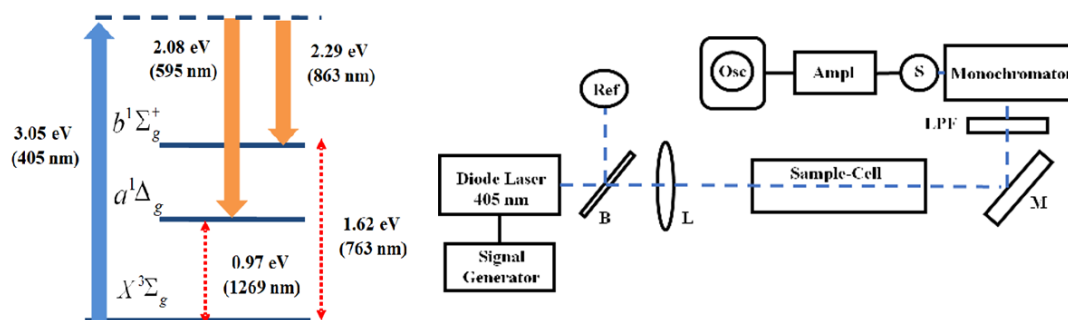 2.08 eV
(595 nm)
2.29 eV
(863 nm)
3.05 eV
(405 nm)
b¹Σ⁺g
a¹Δg
1.62 eV
(763 nm)
0.97 eV
(1269 nm)
X³Σg
Osc
Ampl
S
Monochromator
Ref
LPF
Diode Laser
405 nm
B
L
Sample-Cell
M
Signal
Generator